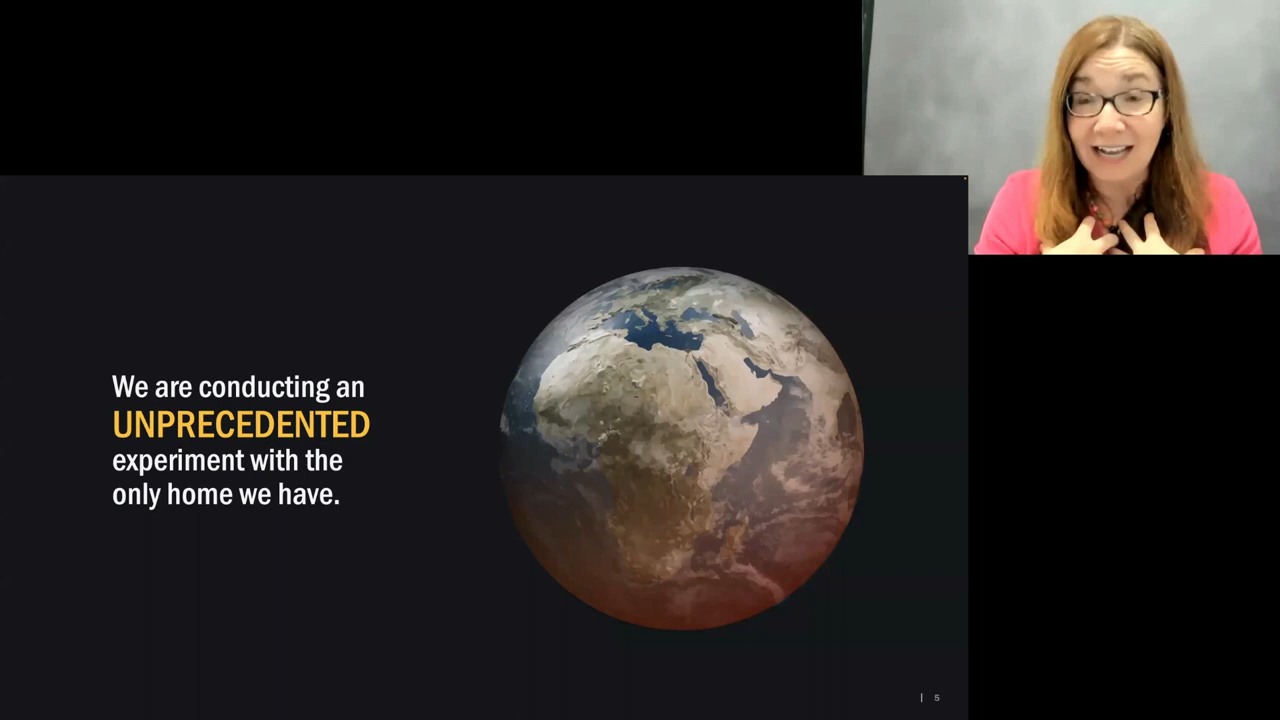 We are conducting an
UNPRECEDENTED
experiment with the
only home we have.
| 5